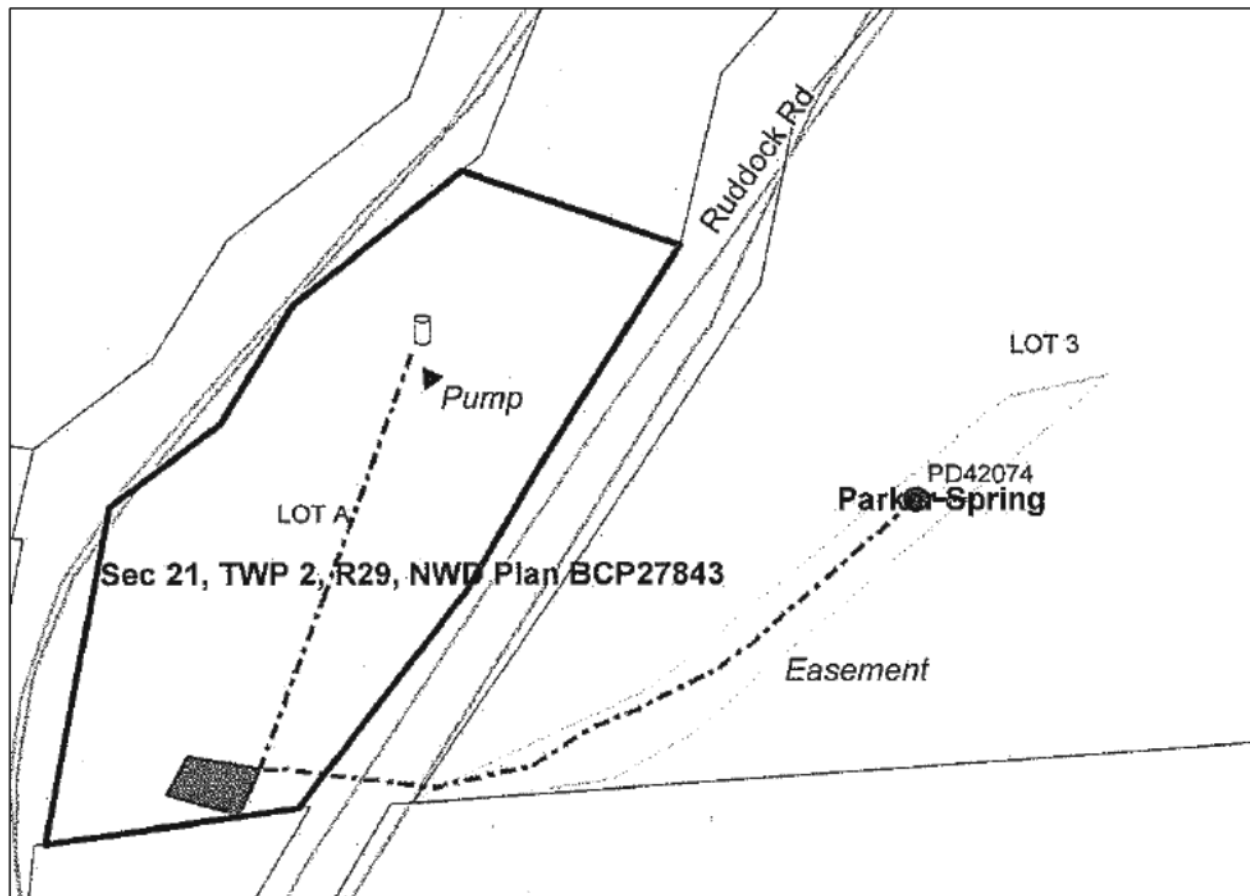 Ruddock Rd
LOT 3
Pump
PD42074
Parker Spring
LOT A
Sec 21, TWP 2, R29, NWD Plan BCP27843
Easement